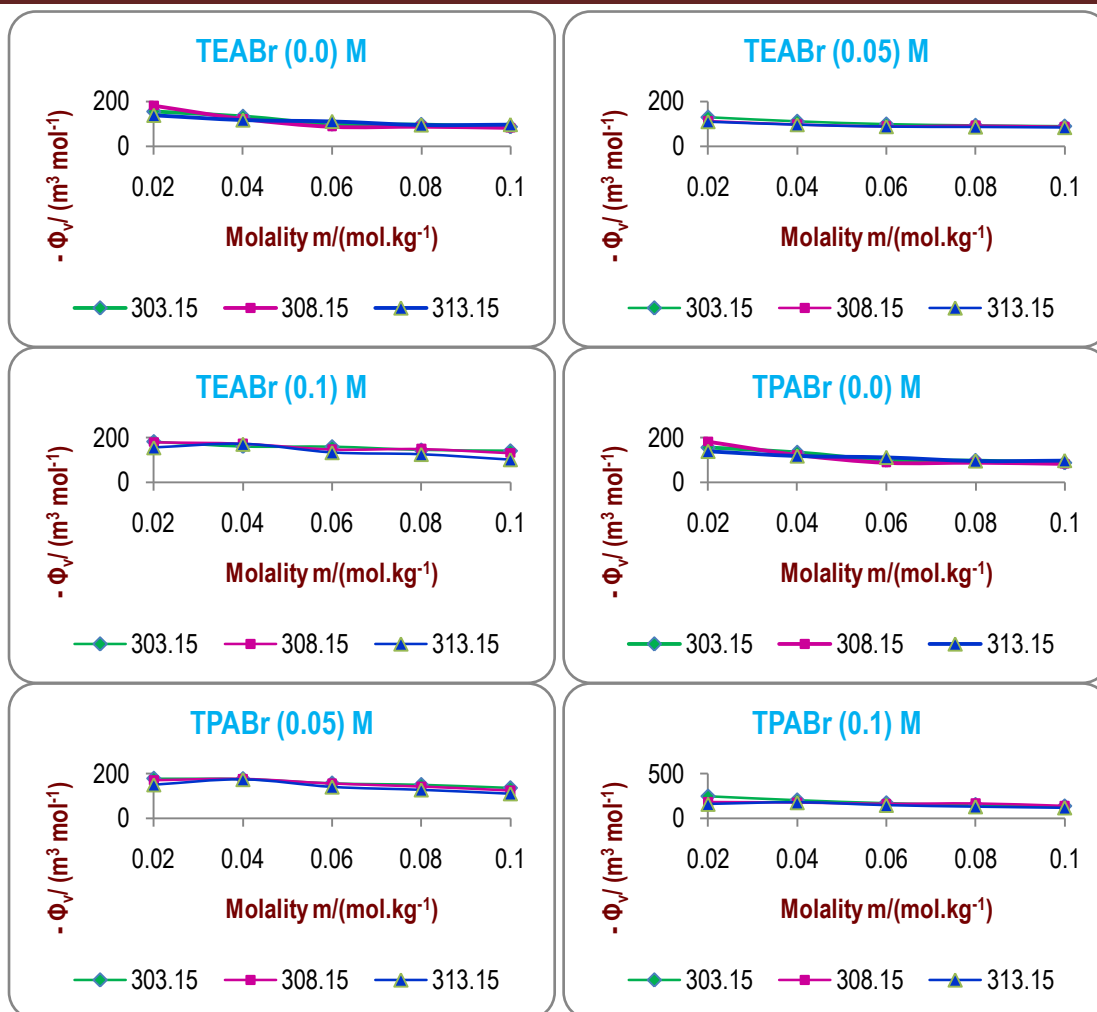 TEABr (0.0) M
200
0
0.02 0.04 0.06 0.08 0.1
- Φv/ (m³ mol⁻¹)
Molality m/(mol.kg⁻¹)
303.15 308.15 313.15
TEABr (0.05) M
200
0
0.02 0.04 0.06 0.08 0.1
- Φv/ (m³ mol⁻¹)
Molality m/(mol.kg⁻¹)
303.15 308.15 313.15
TEABr (0.1) M
200
0
0.02 0.04 0.06 0.08 0.1
- Φv/ (m³ mol⁻¹)
Molality m/(mol.kg⁻¹)
303.15 308.15 313.15
TPABr (0.0) M
200
0
0.02 0.04 0.06 0.08 0.1
- Φv/ (m³ mol⁻¹)
Molality m/(mol.kg⁻¹)
303.15 308.15 313.15
TPABr (0.05) M
200
0
0.02 0.04 0.06 0.08 0.1
- Φv/ (m³ mol⁻¹)
Molality m/(mol.kg⁻¹)
303.15 308.15 313.15
TPABr (0.1) M
500
0
0.02 0.04 0.06 0.08 0.1
- Φv/ (m³ mol⁻¹)
Molality m/(mol.kg⁻¹)
303.15 308.15 313.15